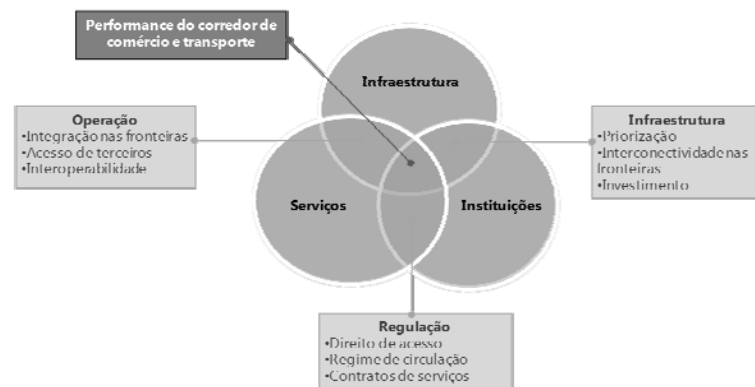 Performance do corredor de
comércio e transporte
Infraestrutura
Operação
•Integração nas fronteiras
•Acesso de terceiros
•Interoperabilidade
Infraestrutura
•Priorização
•Interconectividade nas
fronteiras
•Investimento
Serviços
Instituições
Regulação
•Direito de acesso
•Regime de circulação
•Contratos de serviços